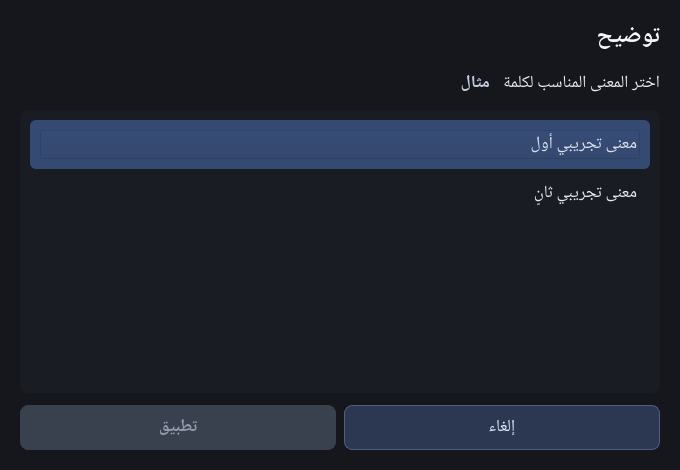 توضيح
اختر المعنى المناسب لكلمة مثال
معنى تجريبي أول
معنى تجريبي ثانٍ
إلغاء
تطبيق